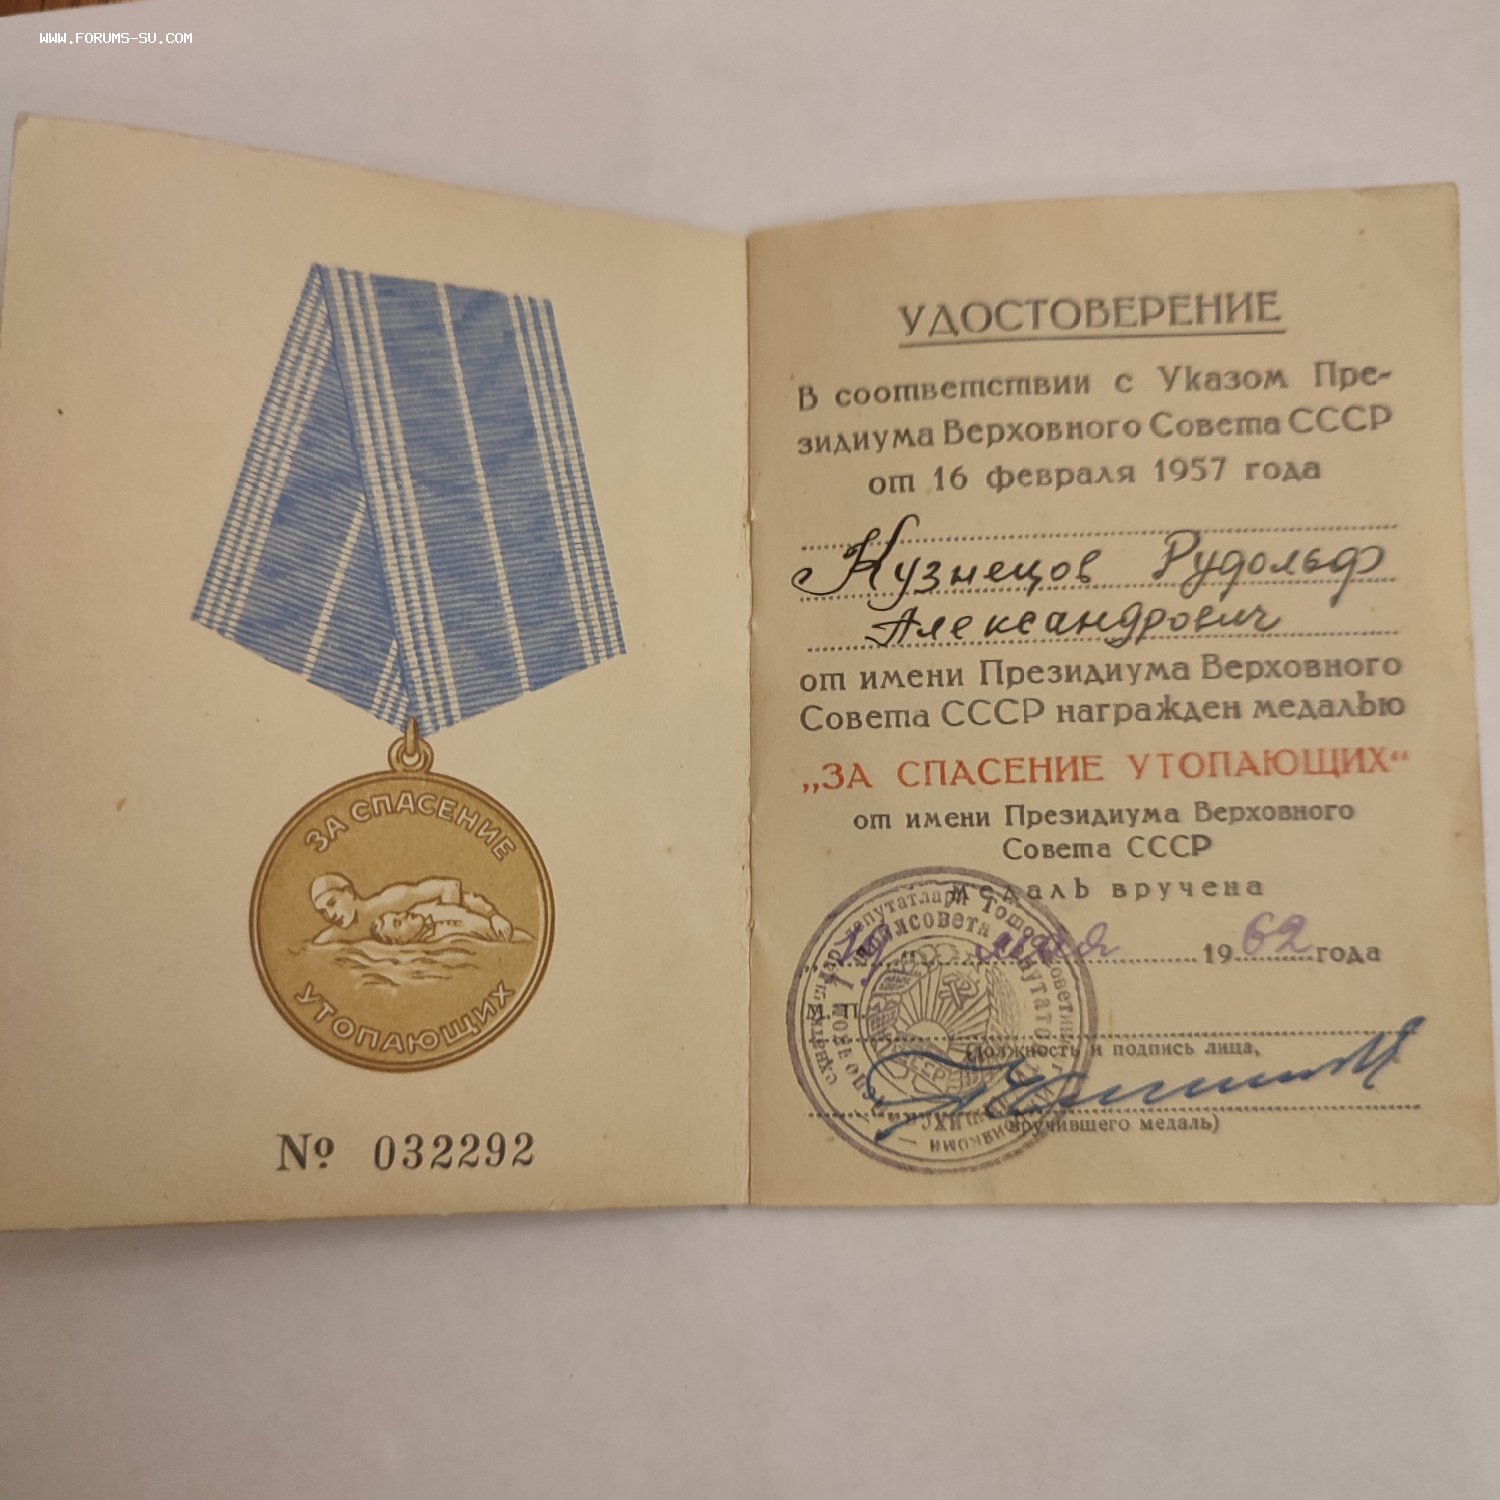 WWW.FORUMS-SU.COM
ЗА СПАСЕНИЕ
УТОПАЮЩИХ
№ 032292
УДОСТОВЕРЕНИЕ
В соответствии с Указом Пре-
зидиума Верховного Совета СССР
от 16 февраля 1957 года
Кузнецов Рудольф
Александрович
от имени Президиума Верховного
Совета СССР награжден медалью
„ЗА СПАСЕНИЕ УТОПАЮЩИХ“
от имени Президиума Верховного
Совета СССР
медаль вручена
мая 1962 года
М. П.
(должность и подпись лица,
вручившего медаль)